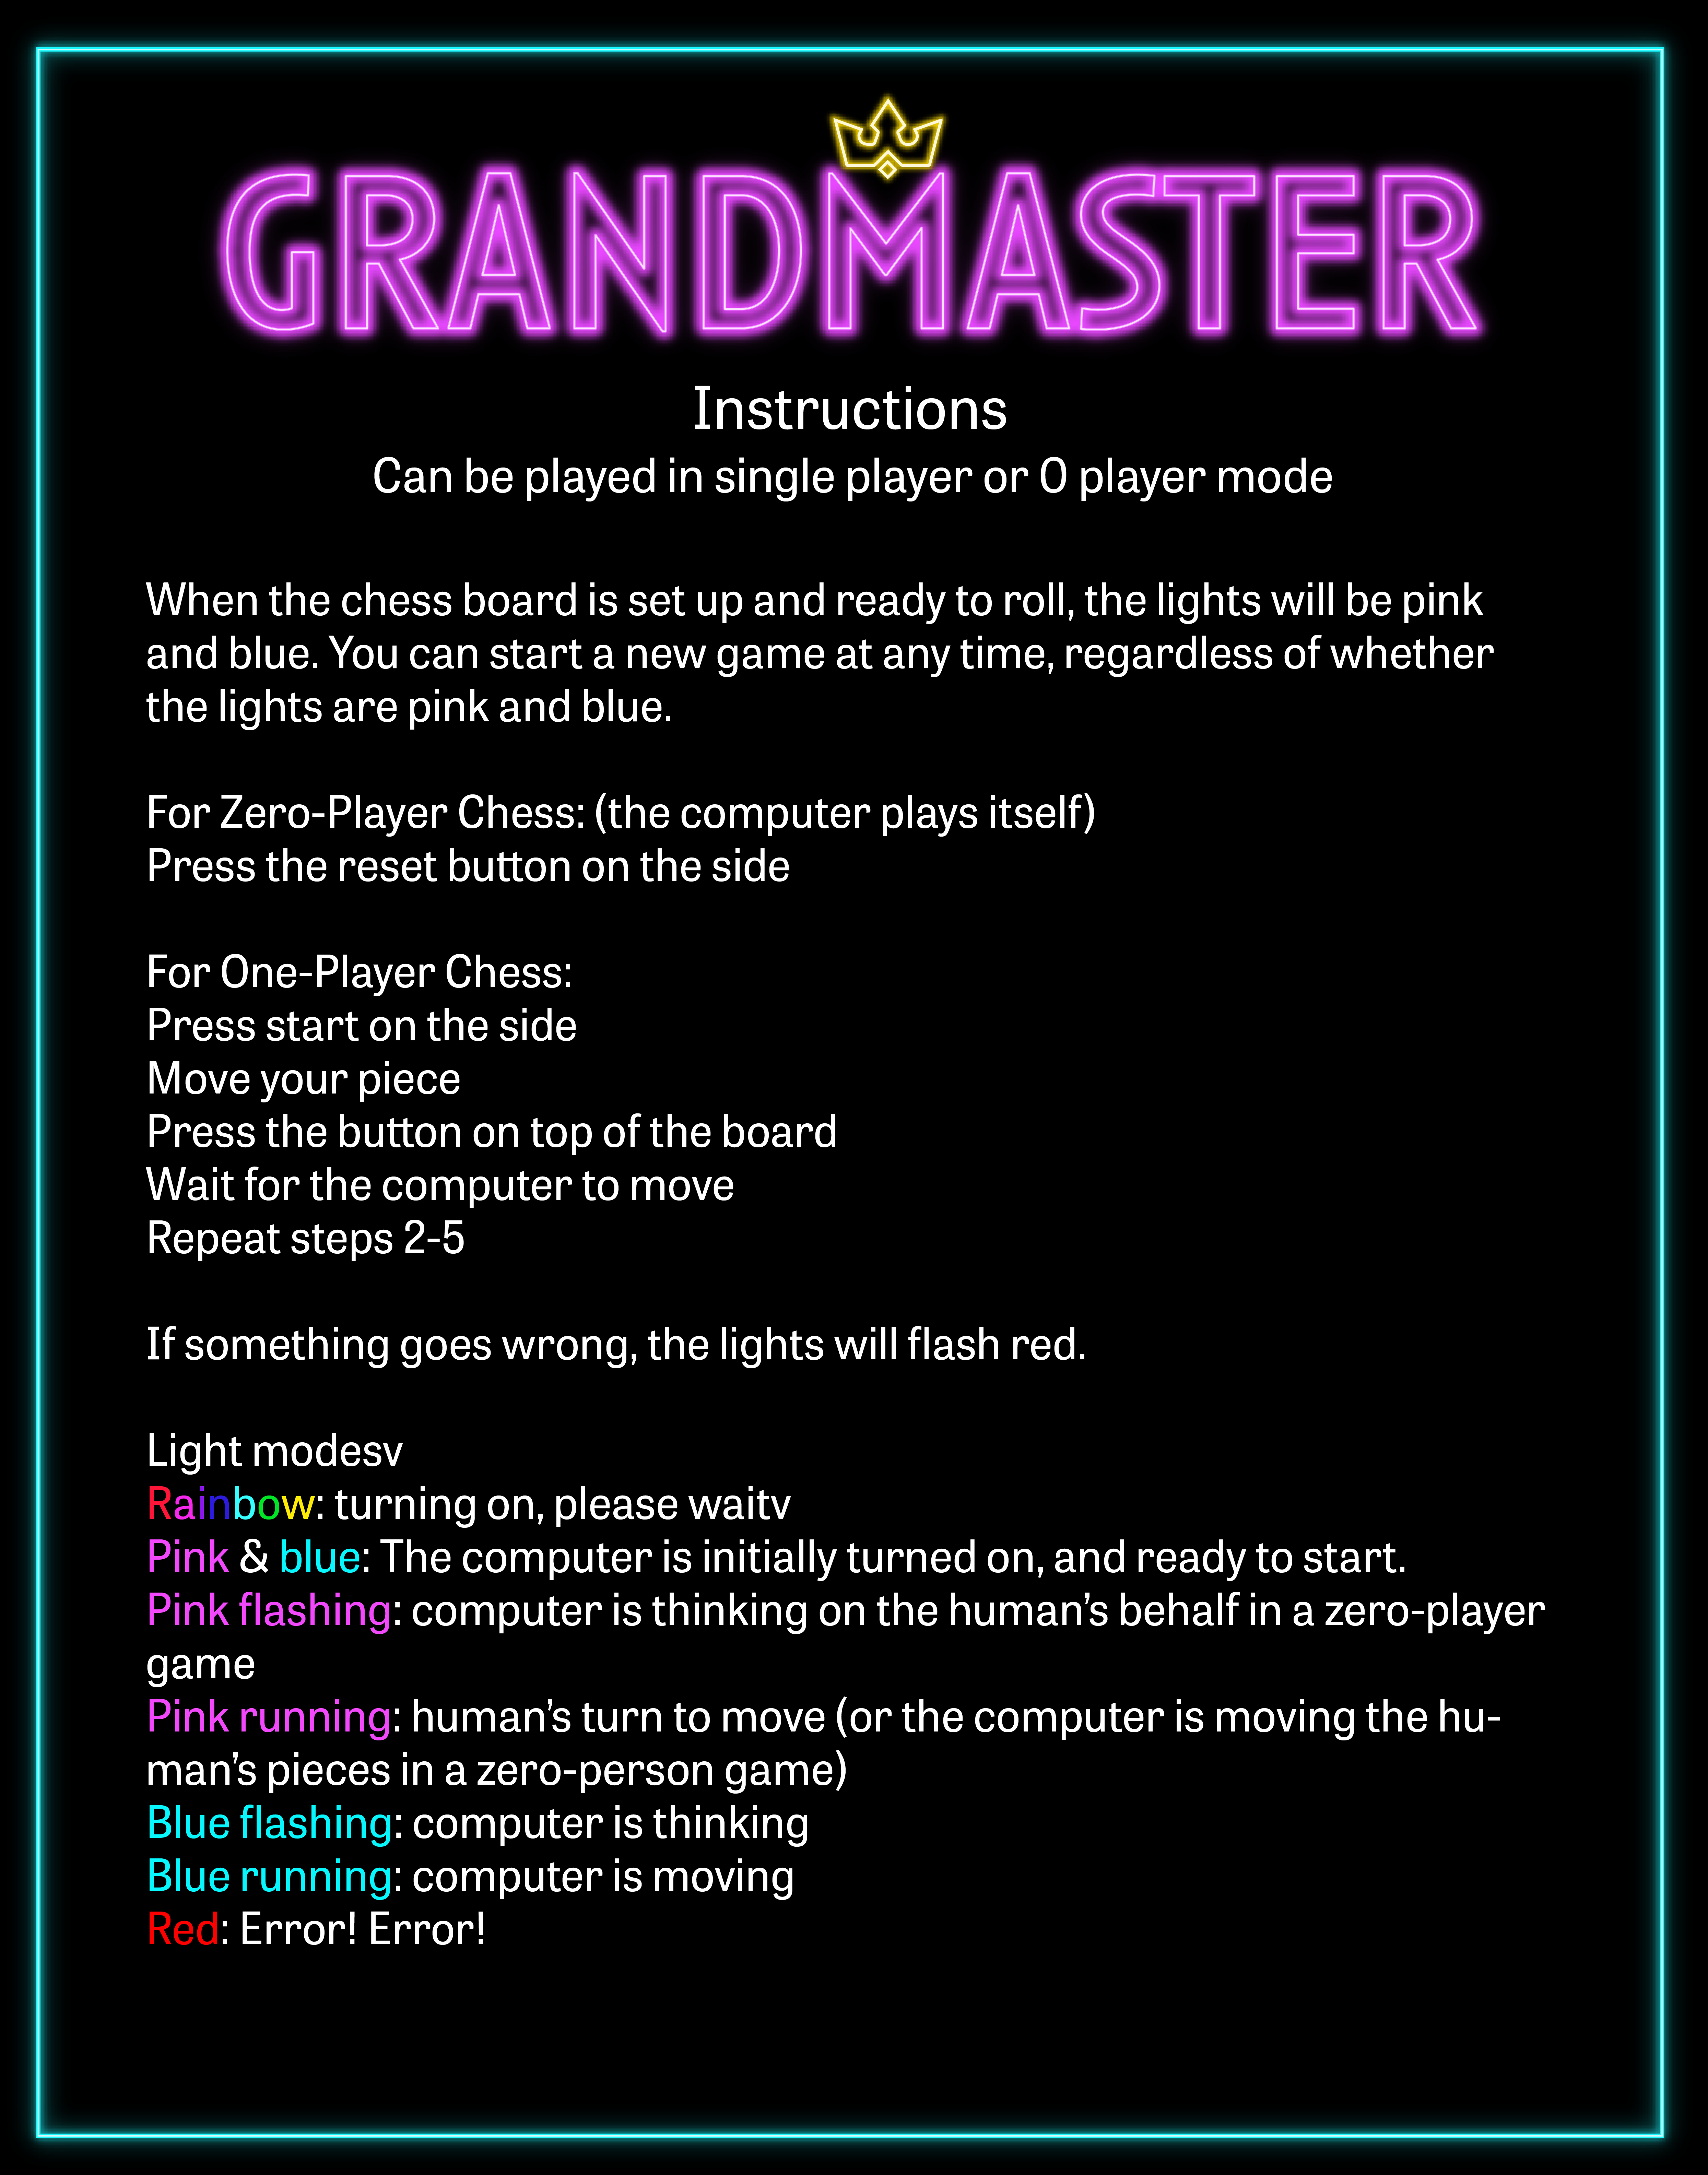 GRANDMASTER
Instructions
Can be played in single player or 0 player mode
When the chess board is set up and ready to roll, the lights will be pink
and blue. You can start a new game at any time, regardless of whether
the lights are pink and blue.
For Zero-Player Chess: (the computer plays itself)
Press the reset button on the side
For One-Player Chess:
Press start on the side
Move your piece
Press the button on top of the board
Wait for the computer to move
Repeat steps 2-5
If something goes wrong, the lights will flash red.
Light modesv
Rainbow: turning on, please waitv
Pink & blue: The computer is initially turned on, and ready to start.
Pink flashing: computer is thinking on the human’s behalf in a zero-player
game
Pink running: human’s turn to move (or the computer is moving the hu-
man’s pieces in a zero-person game)
Blue flashing: computer is thinking
Blue running: computer is moving
Red: Error! Error!